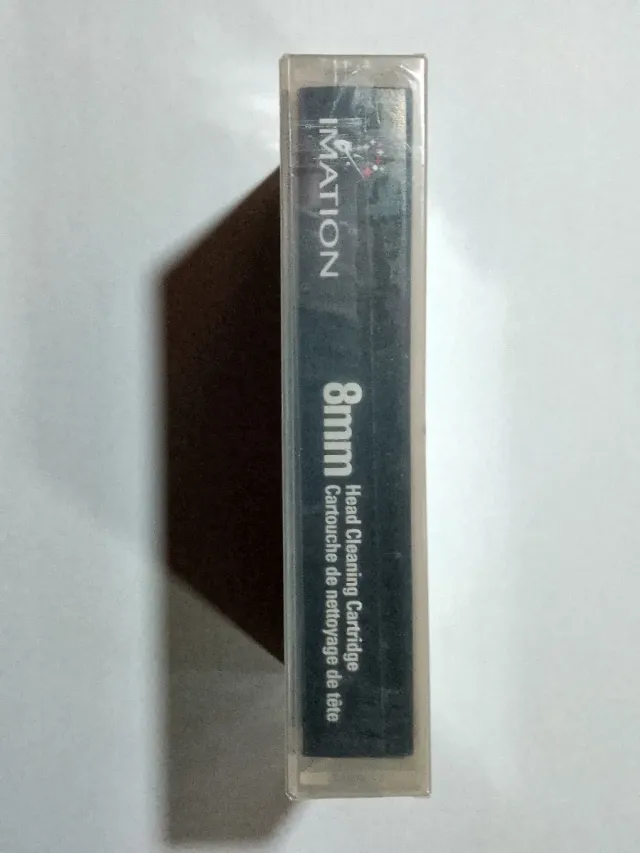 IMATION
8mm
Head Cleaning Cartridge
Cartouche de nettoyage de tête